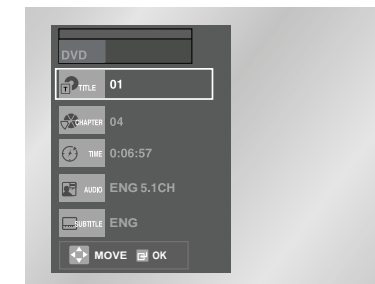 DVD
TITLE 01
CHAPTER 04
TIME 0:06:57
AUDIO ENG 5.1CH
SUBTITLE ENG
MOVE OK